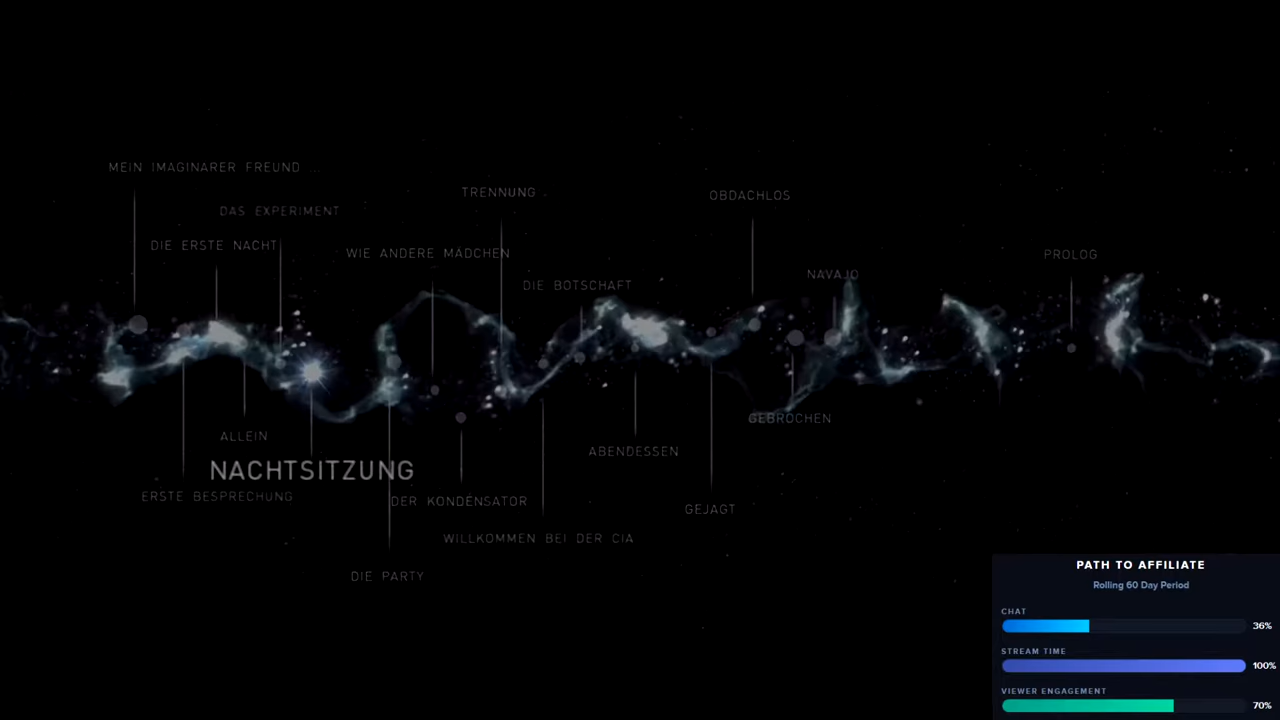 MEIN IMAGINARER FREUND ...
TRENNUNG
OBDACHLOS
DAS EXPERIMENT
DIE ERSTE NACHT
WIE ANDERE MÄDCHEN
PROLOG
NAVAJO
DIE BOTSCHAFT
GEBROCHEN
ALLEIN
ABENDESSEN
NACHTSITZUNG
ERSTE BESPRECHUNG
DER KONDENSATOR
GEJAGT
WILLKOMMEN BEI DER CIA
DIE PARTY
PATH TO AFFILIATE
Rolling 60 Day Period
CHAT
36%
STREAM TIME
100%
VIEWER ENGAGEMENT
70%